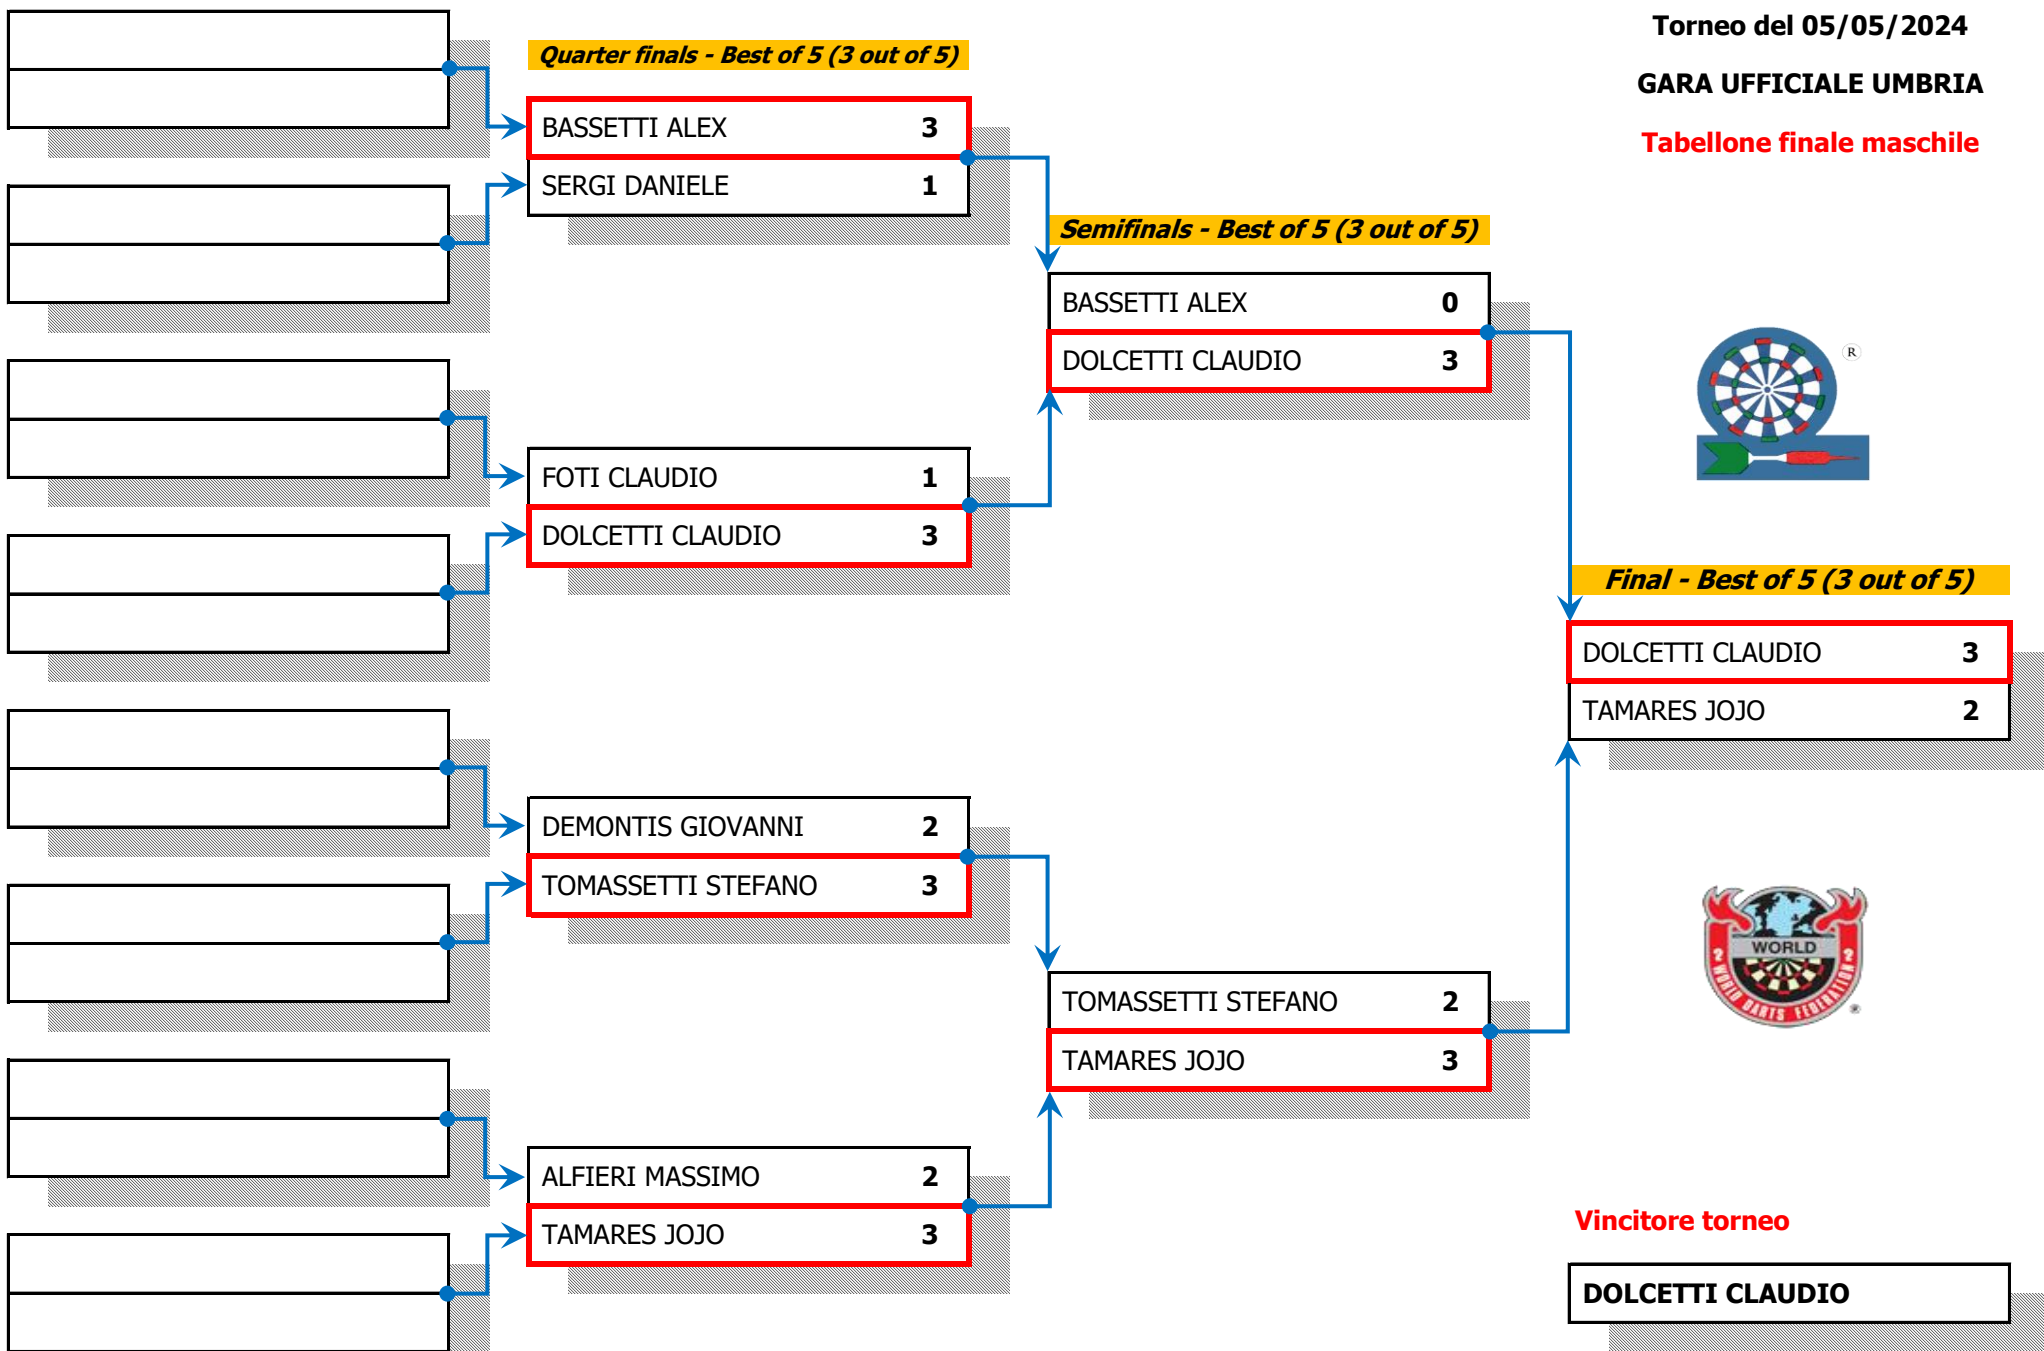 Torneo del 05/05/2024
GARA UFFICIALE UMBRIA
Tabellone finale maschile
Quarter finals - Best of 5 (3 out of 5)
BASSETTI ALEX 3
SERGI DANIELE 1
FOTI CLAUDIO 1
DOLCETTI CLAUDIO 3
DEMONTIS GIOVANNI 2
TOMASSETTI STEFANO 3
ALFIERI MASSIMO 2
TAMARES JOJO 3
Semifinals - Best of 5 (3 out of 5)
BASSETTI ALEX 0
DOLCETTI CLAUDIO 3
TOMASSETTI STEFANO 2
TAMARES JOJO 3
®
Final - Best of 5 (3 out of 5)
DOLCETTI CLAUDIO 3
TAMARES JOJO 2
WORLD
WORLD DARTS FEDERATION
®
Vincitore torneo
DOLCETTI CLAUDIO